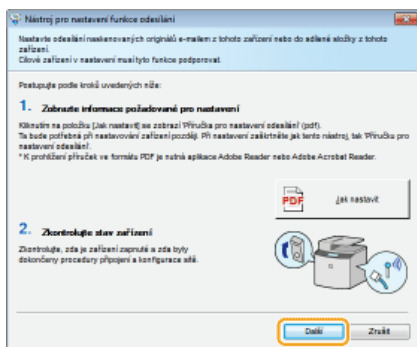 Nástroj pro nastavení funkce odesílání
Nastavte odesílání naskenovaných originálů e-mailem z tohoto zařízení nebo do sdílené složky z tohoto
zařízení.
Cílové zařízení v nastavení musí tyto funkce podporovat.
Postupujte podle kroků uvedených níže:
1. Zobrazte informace požadované pro nastavení
Kliknutím na položku [Jak nastavit] se zobrazí 'Příručka pro nastavení odesílání' (pdf).
Ta bude potřebná při nastavování zařízení později. Při nastavování zaškrtněte jak tento nástroj, tak 'Příručku pro
nastavení odesílání'.
* K prohlížení příruček ve formátu PDF je nutná aplikace Adobe Reader nebo Adobe Acrobat Reader.
PDF
Jak nastavit
2. Zkontrolujte stav zařízení
Zkontrolujte, zda je zařízení zapnuté a zda byly
dokončeny procedury připojení a konfigurace sítě.
Další
Zrušit